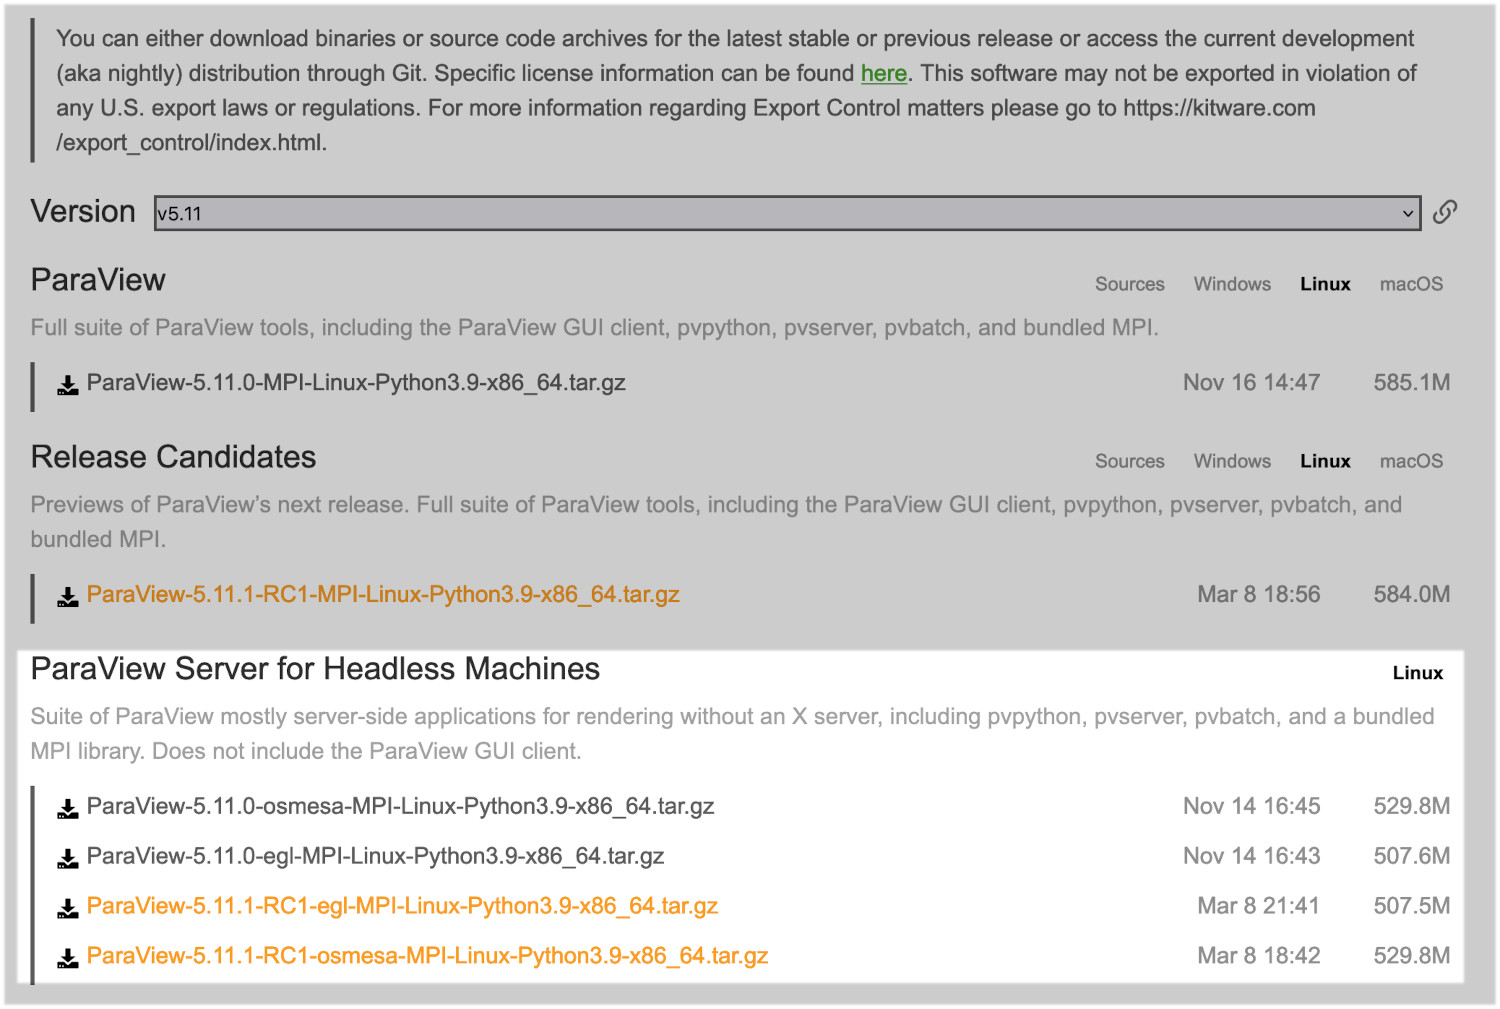 You can either download binaries or source code archives for the latest stable or previous release or access the current development
(aka nightly) distribution through Git. Specific license information can be found here. This software may not be exported in violation of
any U.S. export laws or regulations. For more information regarding Export Control matters please go to https://kitware.com
/export_control/index.html.
Version v5.11
ParaView Sources Windows Linux macOS
Full suite of ParaView tools, including the ParaView GUI client, pvpython, pvserver, pvbatch, and bundled MPI.
ParaView-5.11.0-MPI-Linux-Python3.9-x86_64.tar.gz Nov 16 14:47 585.1M
Release Candidates Sources Windows Linux macOS
Previews of ParaView’s next release. Full suite of ParaView tools, including the ParaView GUI client, pvpython, pvserver, pvbatch, and
bundled MPI.
ParaView-5.11.1-RC1-MPI-Linux-Python3.9-x86_64.tar.gz Mar 8 18:56 584.0M
ParaView Server for Headless Machines Linux
Suite of ParaView mostly server-side applications for rendering without an X server, including pvpython, pvserver, pvbatch, and a bundled
MPI library. Does not include the ParaView GUI client.
ParaView-5.11.0-osmesa-MPI-Linux-Python3.9-x86_64.tar.gz Nov 14 16:45 529.8M
ParaView-5.11.0-egl-MPI-Linux-Python3.9-x86_64.tar.gz Nov 14 16:43 507.6M
ParaView-5.11.1-RC1-egl-MPI-Linux-Python3.9-x86_64.tar.gz Mar 8 21:41 507.5M
ParaView-5.11.1-RC1-osmesa-MPI-Linux-Python3.9-x86_64.tar.gz Mar 8 18:42 529.8M